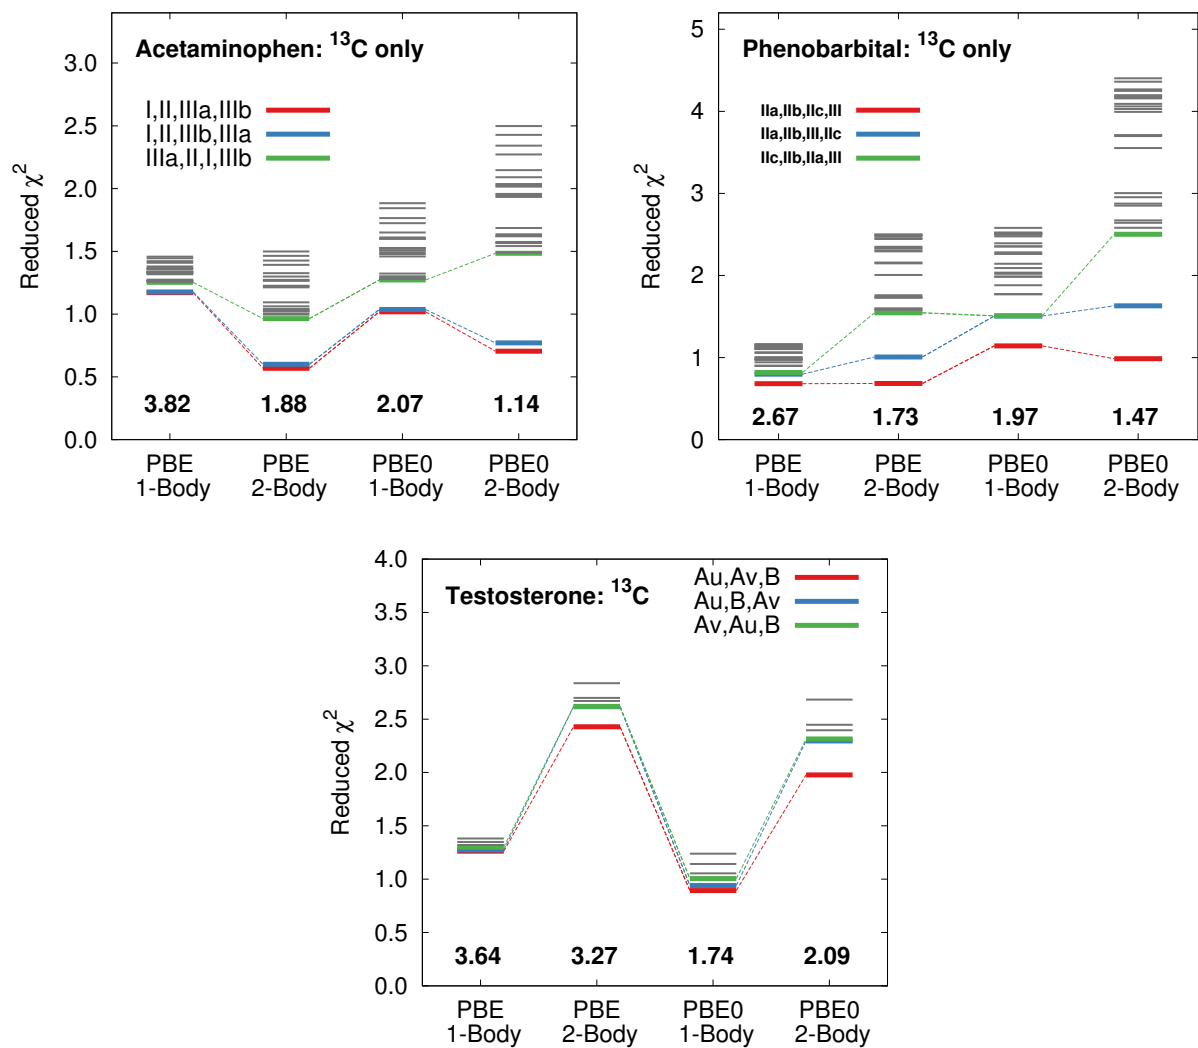 Acetaminophen: ¹³C only
I,II,IIIa,IIIb
I,II,IIIb,IIIa
IIIa,II,I,IIIb
Reduced χ²
3.0
2.5
2.0
1.5
1.0
0.5
0.0
3.82 1.88 2.07 1.14
PBE PBE PBE0 PBE0
1-Body 2-Body 1-Body 2-Body
Phenobarbital: ¹³C only
IIa,IIb,IIc,III
IIa,IIb,III,IIc
IIc,IIb,IIa,III
Reduced χ²
5
4
3
2
1
0
2.67 1.73 1.97 1.47
PBE PBE PBE0 PBE0
1-Body 2-Body 1-Body 2-Body
Testosterone: ¹³C
Au,Av,B
Au,B,Av
Av,Au,B
Reduced χ²
4.0
3.5
3.0
2.5
2.0
1.5
1.0
0.5
0.0
3.64 3.27 1.74 2.09
PBE PBE PBE0 PBE0
1-Body 2-Body 1-Body 2-Body